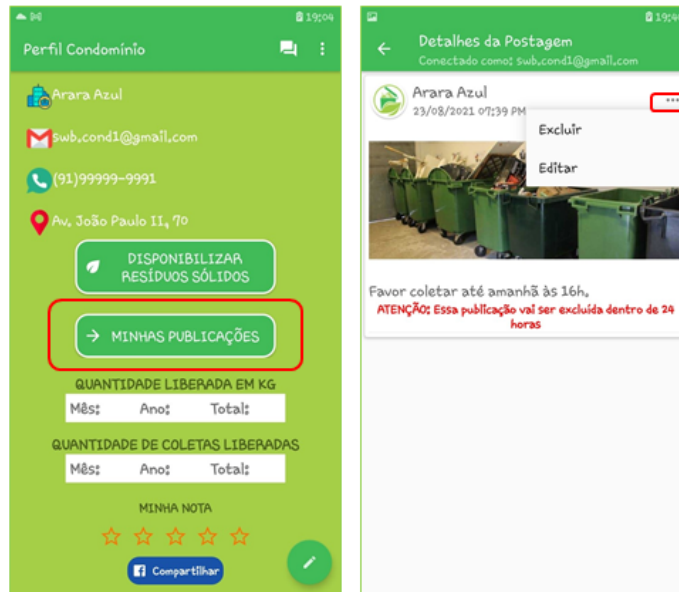 19:04
Perfil Condomínio
Arara Azul
swb.cond1@gmail.com
(91)99999-9991
Av. João Paulo II, 70
DISPONIBILIZAR
RESÍDUOS SÓLIDOS
MINHAS PUBLICAÇÕES
QUANTIDADE LIBERADA EM KG
Mês: Ano: Total:
QUANTIDADE DE COLETAS LIBERADAS
Mês: Ano: Total:
MINHA NOTA
Compartilhar
Detalhes da Postagem
Conectado como: swb.cond1@gmail.com
Arara Azul
23/08/2021 07:39 PM
Excluir
Editar
Favor coletar até amanhã às 16h.
ATENÇÃO: Essa publicação vai ser excluída dentro de 24
horas